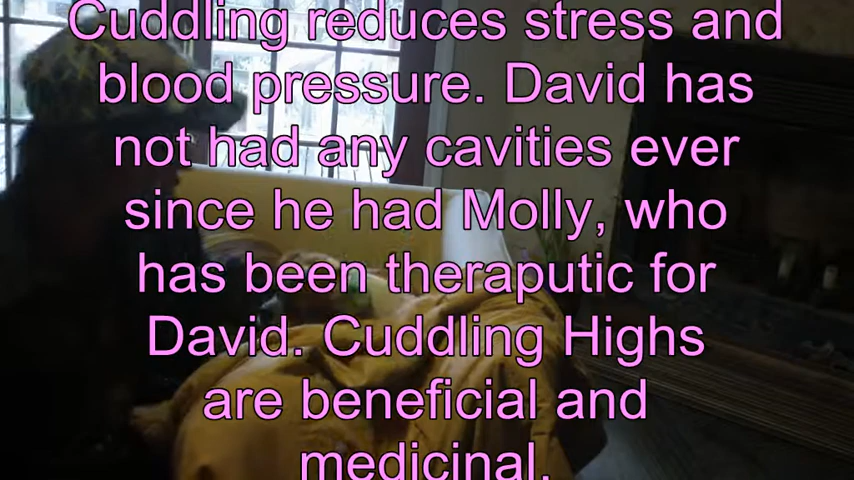 Cuddling reduces stress and
blood pressure. David has
not had any cavities ever
since he had Molly, who
has been theraputic for
David. Cuddling Highs
are beneficial and
medicinal.